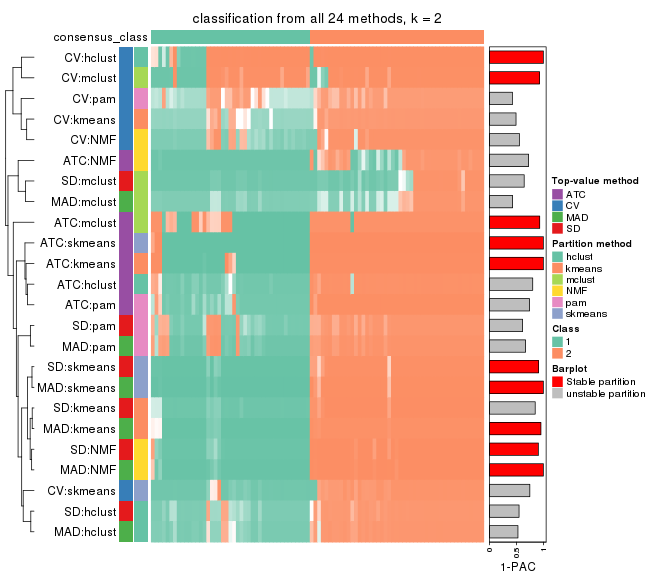 classification from all 24 methods, k = 2
consensus_class
CV:hclust
CV:mclust
CV:pam
CV:kmeans
CV:NMF
ATC:NMF
SD:mclust
MAD:mclust
ATC:mclust
ATC:skmeans
ATC:kmeans
ATC:hclust
ATC:pam
SD:pam
MAD:pam
SD:skmeans
MAD:skmeans
SD:kmeans
MAD:kmeans
SD:NMF
MAD:NMF
CV:skmeans
SD:hclust
MAD:hclust
0 0.5 1
1-PAC
Top-value method
ATC
CV
MAD
SD
Partition method
hclust
kmeans
mclust
NMF
pam
skmeans
Class
1
2
Barplot
Stable partition
unstable partition